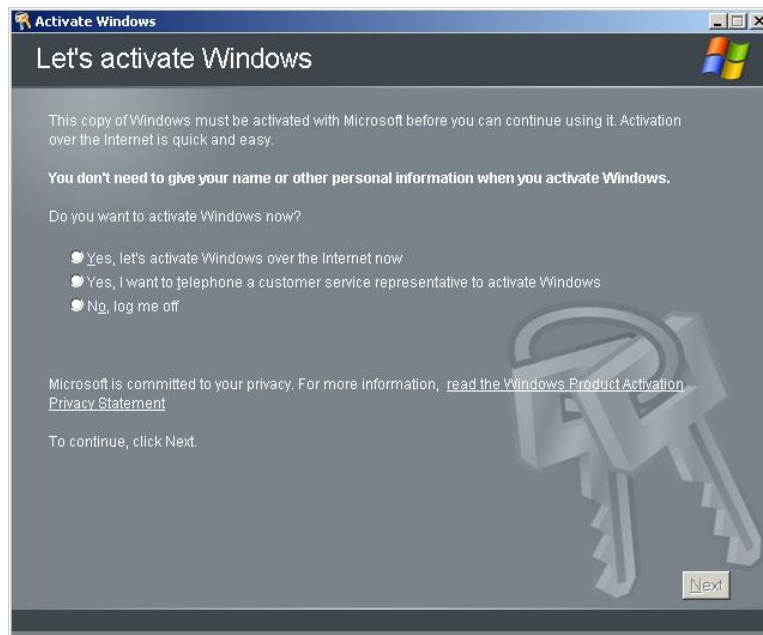 Activate Windows
Let's activate Windows
This copy of Windows must be activated with Microsoft before you can continue using it. Activation
over the Internet is quick and easy.
You don't need to give your name or other personal information when you activate Windows.
Do you want to activate Windows now?
Yes, let's activate Windows over the Internet now
Yes, I want to telephone a customer service representative to activate Windows
No, log me off
Microsoft is committed to your privacy. For more information, read the Windows Product Activation
Privacy Statement
To continue, click Next.
Next